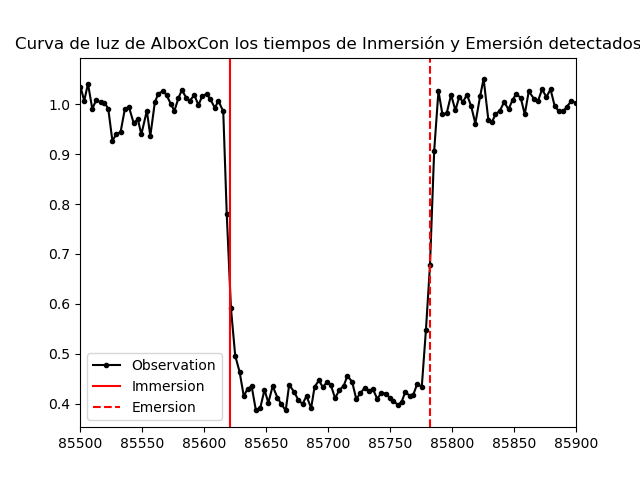 Curva de luz de AlboxCon los tiempos de Inmersión y Emersión detectados
1.0
0.9
0.8
0.7
0.6
0.5
0.4
Observation
Immersion
Emersion
85500 85550 85600 85650 85700 85750 85800 85850 85900